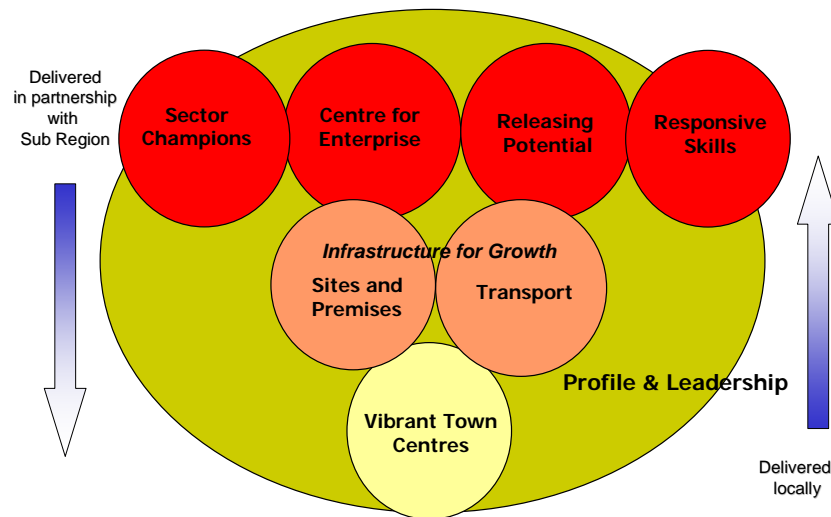 Delivered
in partnership
with
Sub Region
Sector
Champions
Centre for
Enterprise
Releasing
Potential
Responsive
Skills
Infrastructure for Growth
Sites and
Premises
Transport
Profile & Leadership
Vibrant Town
Centres
Delivered
locally